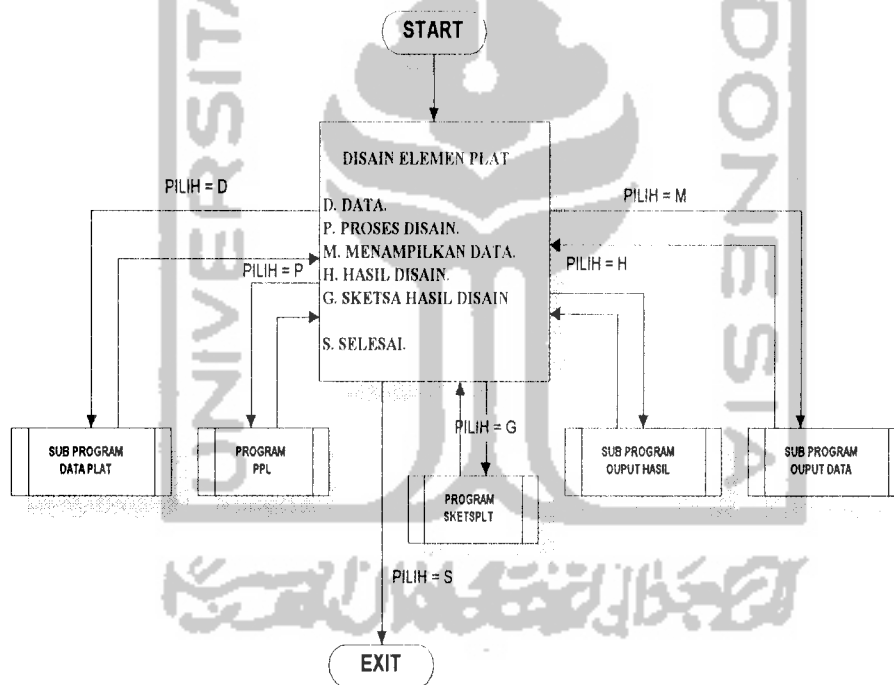 START
DISAIN ELEMEN PLAT
D. DATA.
P. PROSES DISAIN.
M. MENAMPILKAN DATA.
H. HASIL DISAIN.
G. SKETSA HASIL DISAIN
S. SELESAI.
PILIH = D
PILIH = P
PILIH = M
PILIH = H
PILIH = G
SUB PROGRAM
DATA PLAT
PROGRAM
PPL
PROGRAM
SKETSPLT
SUB PROGRAM
OUPUT HASIL
SUB PROGRAM
OUPUT DATA
PILIH = S
EXIT
UNIVERSITA
DONESIA